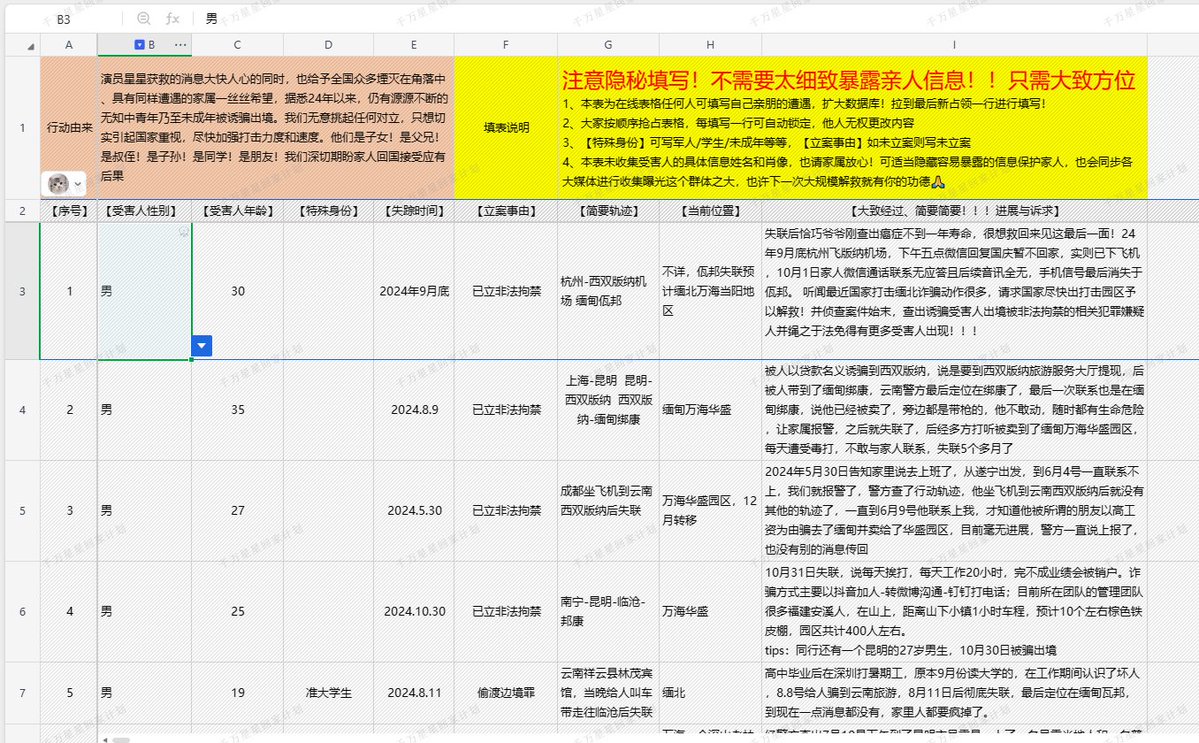 B3 fx 男
A B C D E F G H I
1
行动由来
演员星星获救的消息大快人心的同时，也给予全国众多埋灭在角落中
、具有同样遭遇的家属一丝丝希望，据悉24年以来，仍有源源不断的
无知中青年乃至未成年被诱骗出境。我们无意挑起任何对立，只想切
实引起国家重视，尽快加强打击力度和速度。他们是子女！是父兄！
是叔侄！是子孙！是同学！是朋友！我们深切期盼家人回国接受应有
后果
填表说明
注意隐秘填写！不需要太细致暴露亲人信息！！只需大致方位
1、本表为在线表格任何人可填写自己亲朋的遭遇，扩大数据库！拉到最后新占领一行进行填写！
2、大家按顺序抢占表格，每填写一行可自动锁定，他人无权更改内容
3、【特殊身份】可写军人/学生/未成年等等，【立案事由】如未立案则写未立案
4、本表未收集受害人的具体信息姓名和肖像，也请家属放心！可适当隐藏容易暴露的信息保护家人，也会同步各
大媒体进行收集曝光这个群体之大，也许下一次大规模解救就有你的功德🙏
2 【序号】 【受害人性别】 【受害人年龄】 【特殊身份】 【失踪时间】 【立案事由】 【简要轨迹】 【当前位置】 【大致经过、简要简要！！！进展与诉求】
3 1 男 30 2024年9月底 已立非法拘禁
杭州-西双版纳机
场 缅甸佤邦
不详，佤邦失联预
计缅北万海当阳地
区
失联后恰巧爷爷刚查出癌症不到一年寿命，很想救回来见这最后一面！24
年9月底杭州飞版纳机场，下午五点微信回复国庆暂不回家，实则已下飞机
，10月1日家人微信通话联系无应答且后续音讯全无，手机信号最后消失于
佤邦。 听闻最近国家打击缅北诈骗动作很多，请求国家尽快出打击园区予
以解救！并侦查案件始末，查出诱骗受害人出境被非法拘禁的相关犯罪嫌疑
人并绳之于法免得有更多受害人出现！！！
4 2 男 35 2024.8.9 已立非法拘禁
上海-昆明 昆明-
西双版纳 西双版
纳-缅甸绑康
缅甸万海华盛
被人以贷款名义诱骗到西双版纳，说是要到西双版纳旅游服务大厅提现，后
被人带到了缅甸绑康，云南警方最后定位在绑康了，最后一次联系也是在缅
甸绑康，说他已经被卖了，旁边都是带枪的，他不敢动，随时都有生命危险
，让家属报警，之后就失联了，后经多方打听被卖到了缅甸万海华盛园区，
每天遭受毒打，不敢与家人联系，失联5个多月了
5 3 男 27 2024.5.30 已立非法拘禁
成都坐飞机到云南
西双版纳后失联
万海华盛园区，12
月转移
2024年5月30日告知家里说去上班了，从遂宁出发，到6月4号一直联系不
上，我们就报警了，警方查了行动轨迹，他坐飞机到云南西双版纳后就没有
其他的轨迹了，一直到6月9号他联系上我，才知道他被所谓的朋友以高工
资为由骗去了缅甸并卖给了华盛园区，目前毫无进展，警方一直说上报了，
也没有别的消息传回
6 4 男 25 2024.10.30 已立非法拘禁
南宁-昆明-临沧-
邦康
万海华盛
10月31日失联，说每天挨打，每天工作20小时，完不成业绩会被销户。诈
骗方式主要以抖音加人-转微博沟通-钉钉打电话；目前所在团队的管理团队
很多福建安溪人，在山上，距离山下小镇1小时车程，预计10个左右棕色铁
皮棚，园区共计400人左右。
tips：同行还有一个昆明的27岁男生，10月30日被骗出境
7 5 男 19 准大学生 2024.8.11 偷渡边境罪
云南祥云县林茂宾
馆，当晚给人叫车
带走往临沧后失联
缅北
高中毕业后在深圳打暑期工，原本9月份读大学的，在工作期间认识了坏人
，8.8号给人骗到云南旅游，8月11日后彻底失联，最后定位在缅甸瓦邦，
到现在一点消息都没有，家里人都要疯掉了。
千万星星回家计划